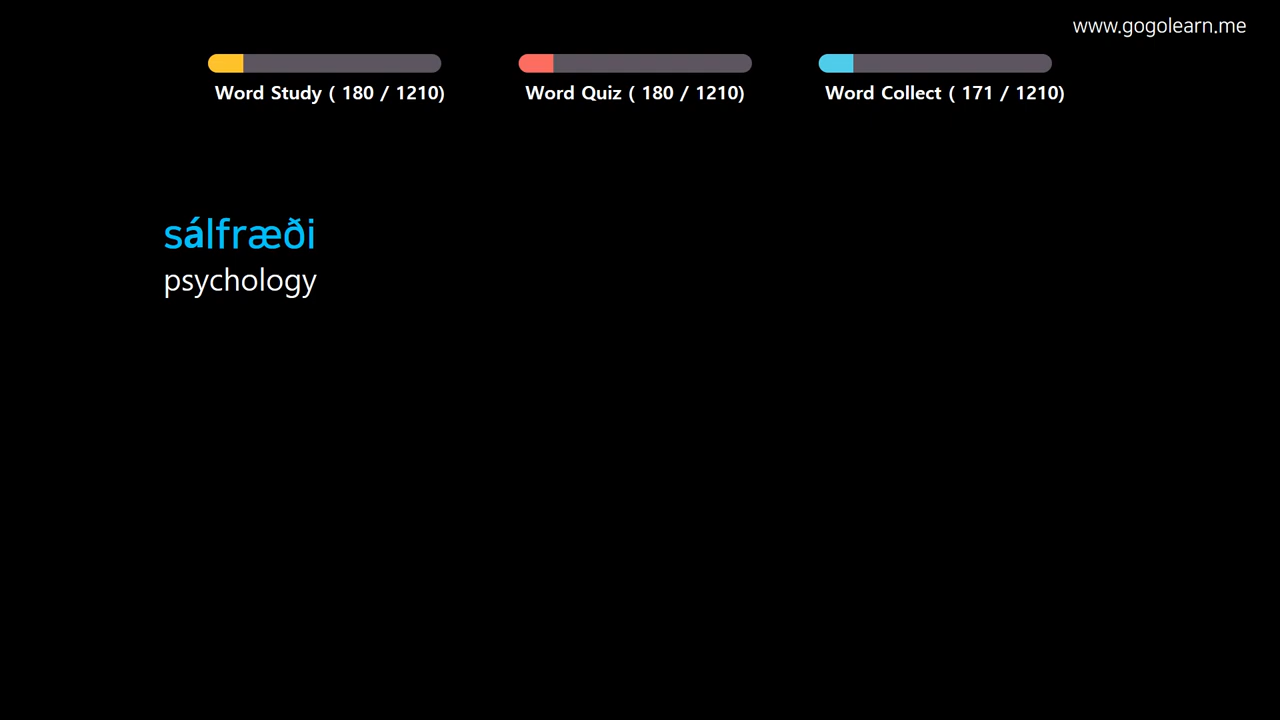 www.gogolearn.me
Word Study ( 180 / 1210)
Word Quiz ( 180 / 1210)
Word Collect ( 171 / 1210)
sálfræði
psychology